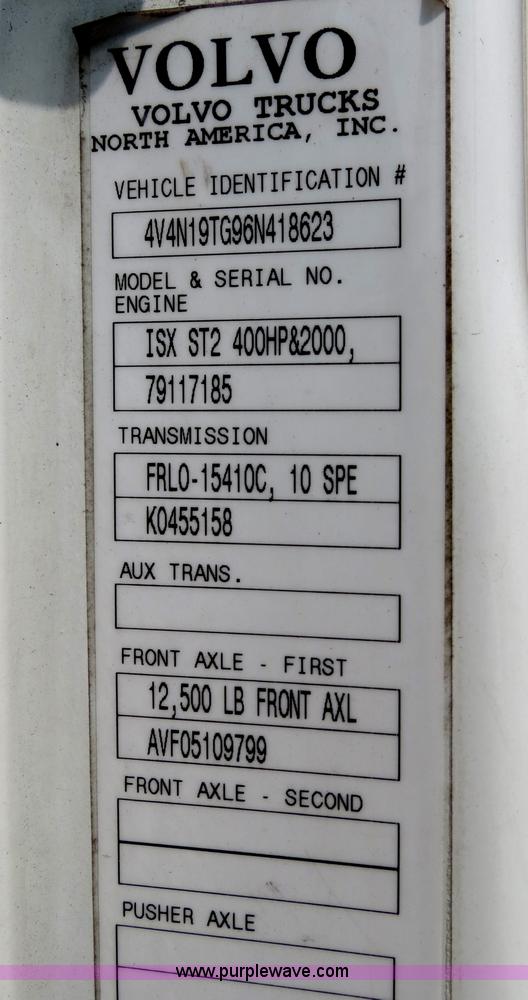 VOLVO
VOLVO TRUCKS
NORTH AMERICA, INC.
VEHICLE IDENTIFICATION #
4V4N19TG96N418623
MODEL & SERIAL NO.
ENGINE
ISX ST2 400HP&2000,
79117185
TRANSMISSION
FRLO-15410C, 10 SPE
K0455158
AUX TRANS.
FRONT AXLE - FIRST
12,500 LB FRONT AXL
AVF05109799
FRONT AXLE - SECOND
PUSHER AXLE
www.purplewave.com